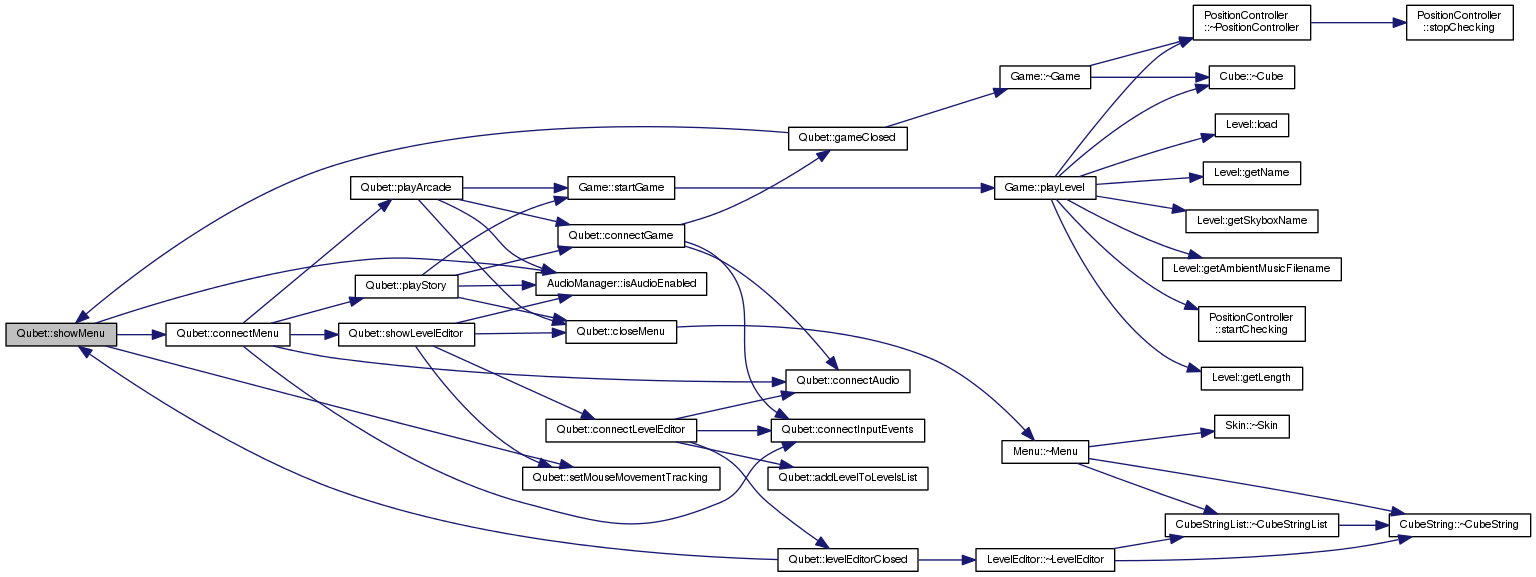 PositionController
::~PositionController
PositionController
::stopChecking
Game::~Game
Cube::~Cube
Qubet::gameClosed
Level::load
Qubet::playArcade
Game::startGame
Game::playLevel
Level::getName
Level::getSkyboxName
Qubet::connectGame
Level::getAmbientMusicFilename
Qubet::playStory
AudioManager::isAudioEnabled
PositionController
::startChecking
Qubet::showMenu
Qubet::connectMenu
Qubet::showLevelEditor
Qubet::closeMenu
Qubet::connectAudio
Level::getLength
Qubet::connectLevelEditor
Qubet::connectInputEvents
Skin::~Skin
Menu::~Menu
Qubet::setMouseMovementTracking
Qubet::addLevelToLevelsList
CubeStringList::~CubeStringList
CubeString::~CubeString
Qubet::levelEditorClosed
LevelEditor::~LevelEditor